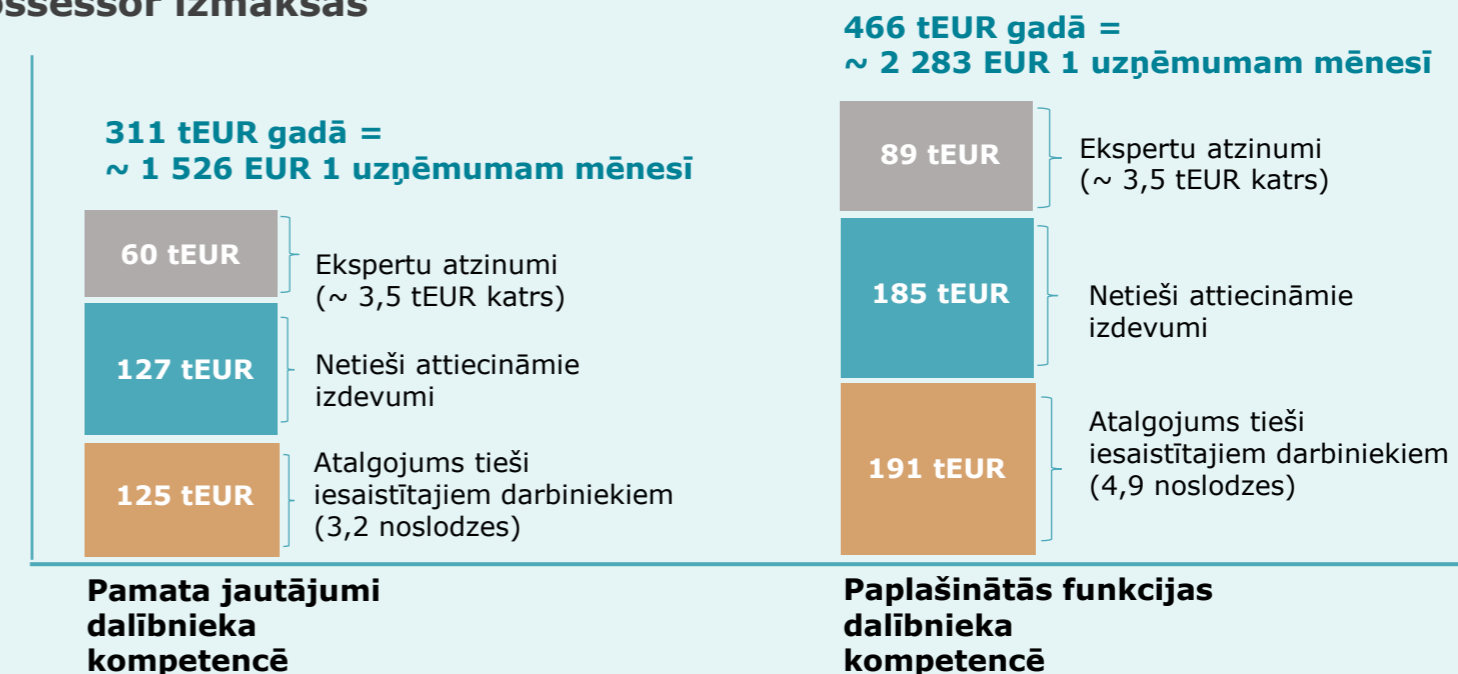 izmaksas
311 tEUR gadā =
~ 1 526 EUR 1 uzņēmumam mēnesī
60 tEUR
Ekspertu atzinumi
(~ 3,5 tEUR katrs)
127 tEUR
Netieši attiecināmie
izdevumi
125 tEUR
Atalgojums tieši
iesaistītajiem darbiniekiem
(3,2 noslodzes)
Pamata jautājumi
dalībnieka
kompetencē
466 tEUR gadā =
~ 2 283 EUR 1 uzņēmumam mēnesī
89 tEUR
Ekspertu atzinumi
(~ 3,5 tEUR katrs)
185 tEUR
Netieši attiecināmie
izdevumi
191 tEUR
Atalgojums tieši
iesaistītajiem darbiniekiem
(4,9 noslodzes)
Paplašinātās funkcijas
dalībnieka
kompetencē